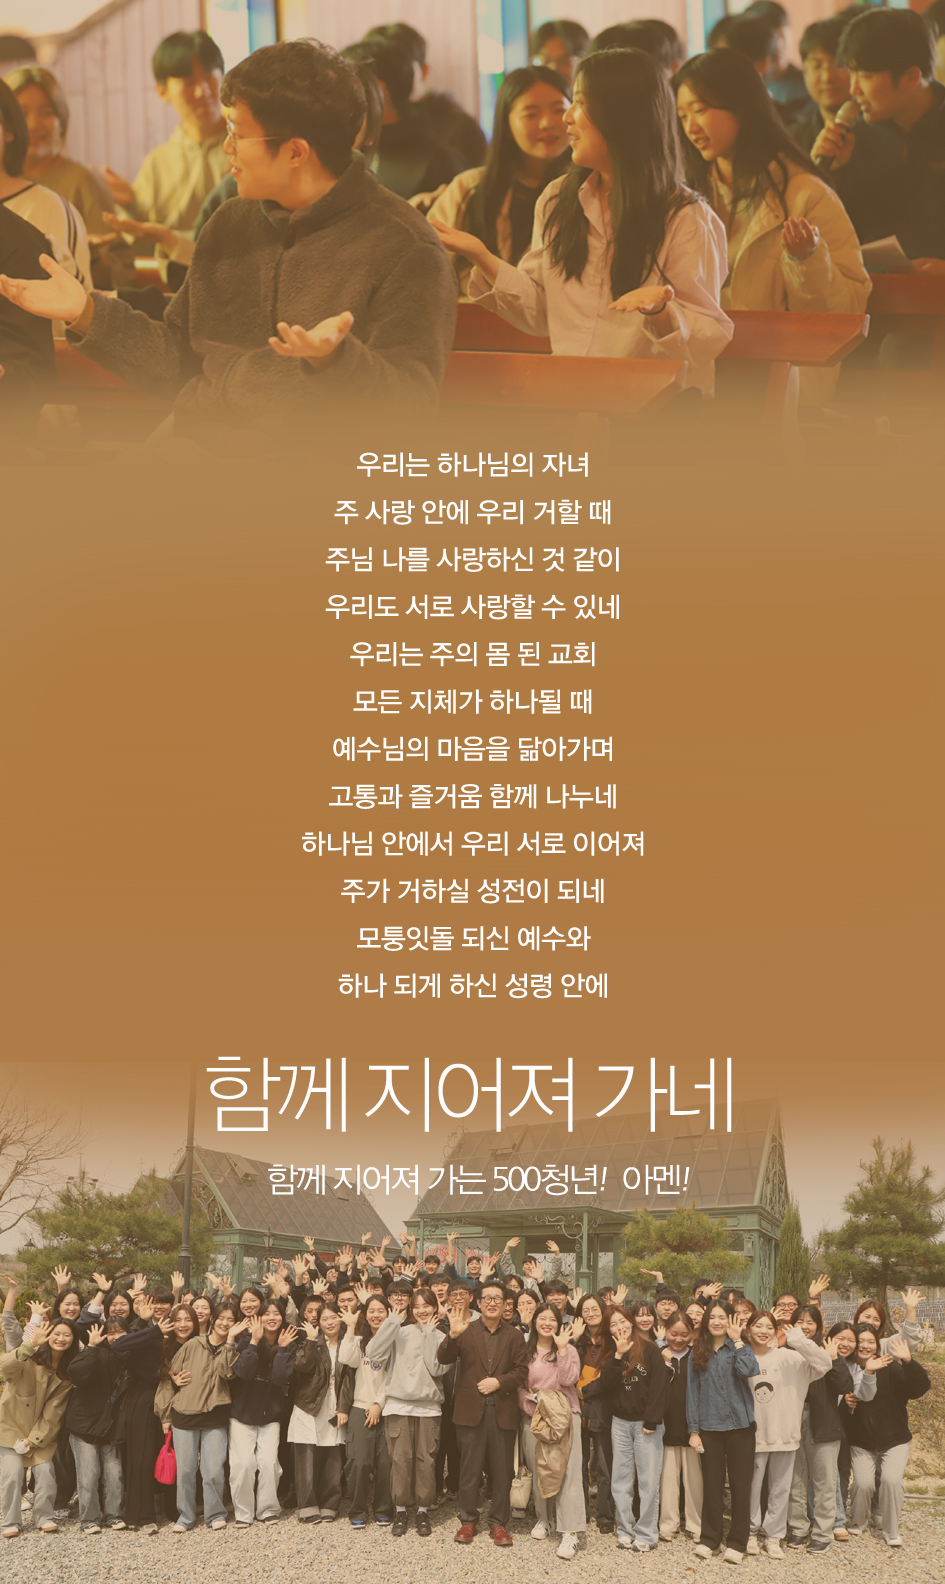 우리는 하나님의 자녀
주 사랑 안에 우리 거할 때
주님 나를 사랑하신 것 같이
우리도 서로 사랑할 수 있네
우리는 주의 몸 된 교회
모든 지체가 하나될 때
예수님의 마음을 닮아가며
고통과 즐거움 함께 나누네
하나님 안에서 우리 서로 이어져
주가 거하실 성전이 되네
모퉁잇돌 되신 예수와
하나 되게 하신 성령 안에
함께 지어져 가네
함께 지어져 가는 500청년! 아멘!